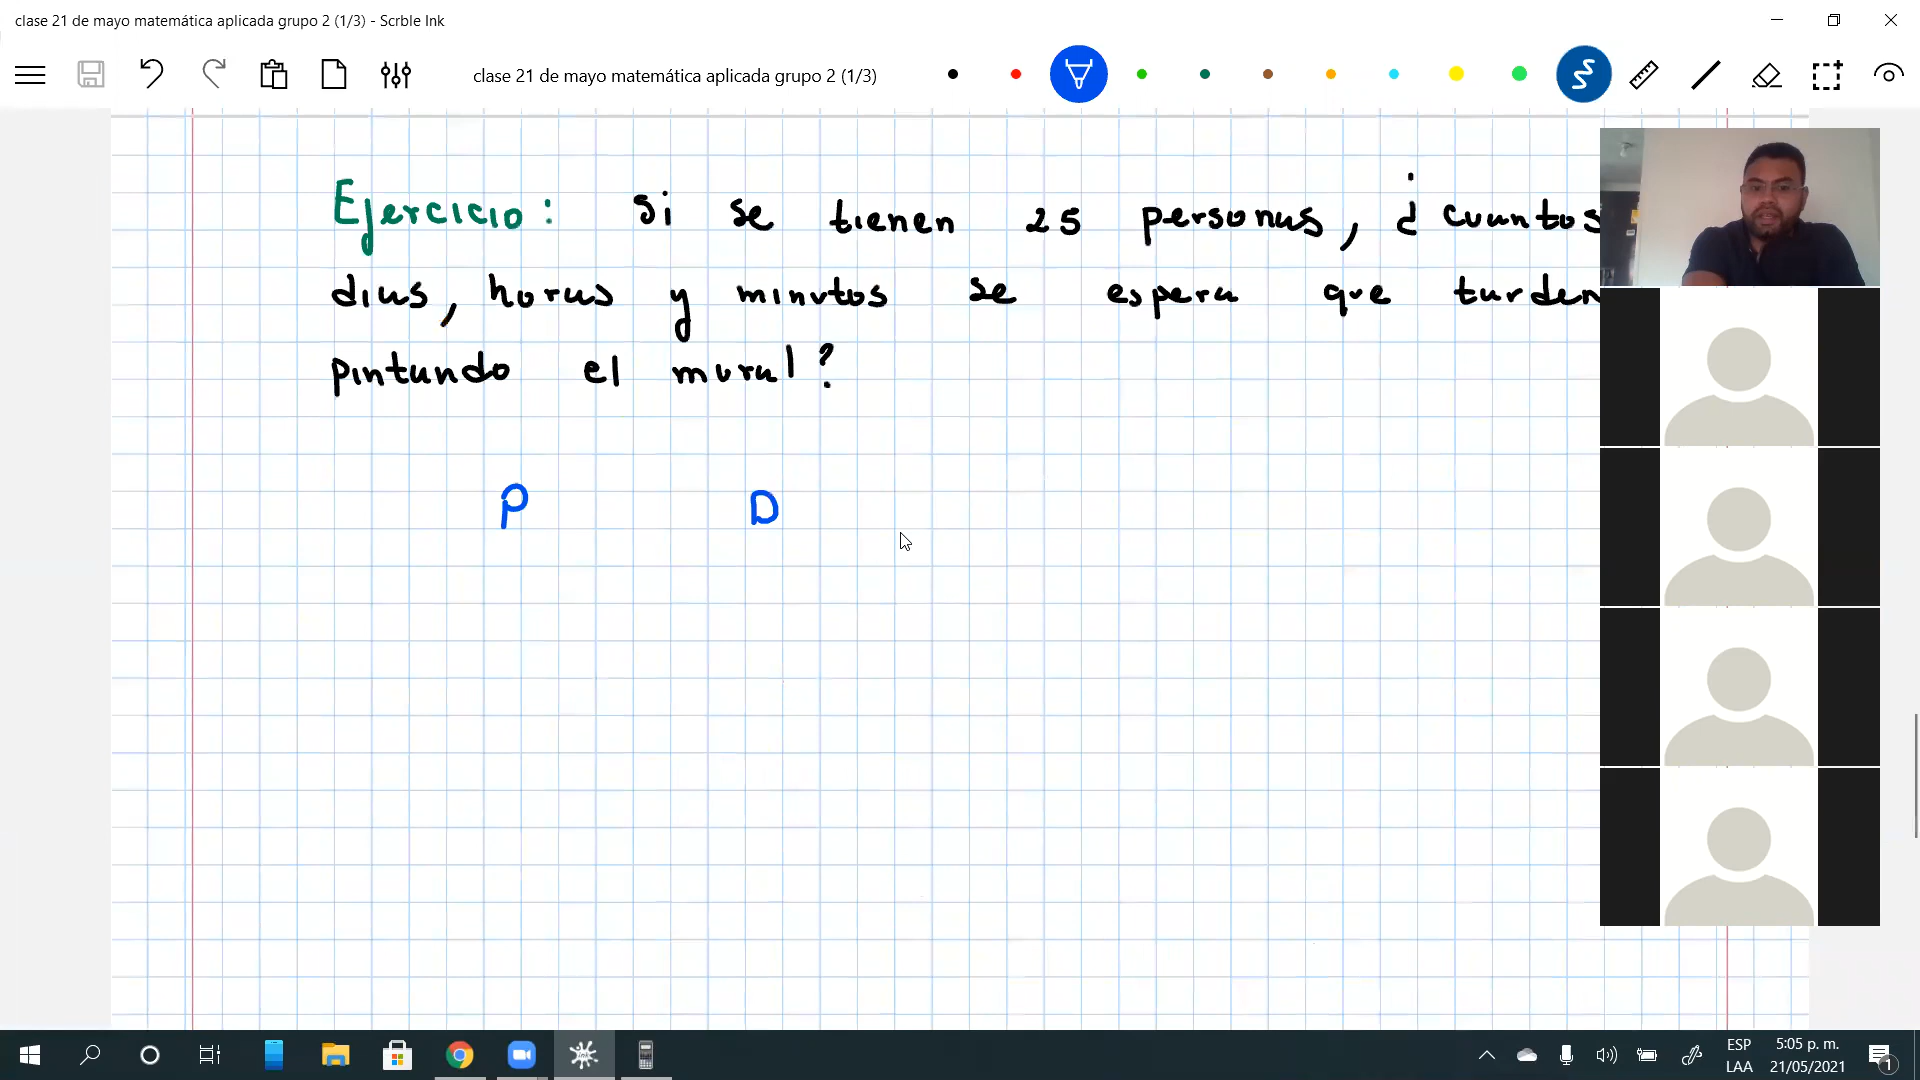 clase 21 de mayo matemática aplicada grupo 2 (1/3) - Scrble Ink
clase 21 de mayo matemática aplicada grupo 2 (1/3)
Ejercicio: Si se tienen 25 personas, ¿cuantos
dias, horas y minutos se espera que tarden
pintando el mural?
P D
ESP
LAA
5:05 p. m.
21/05/2021
1